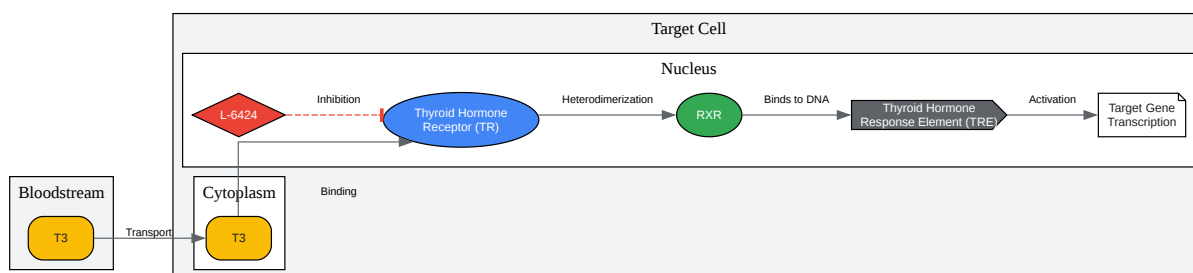 Target Cell
Nucleus
L-6424
Inhibition
Thyroid Hormone
Receptor (TR)
Heterodimerization
RXR
Binds to DNA
Thyroid Hormone
Response Element (TRE)
Activation
Target Gene
Transcription
Bloodstream
T3
Transport
Cytoplasm
T3
Binding